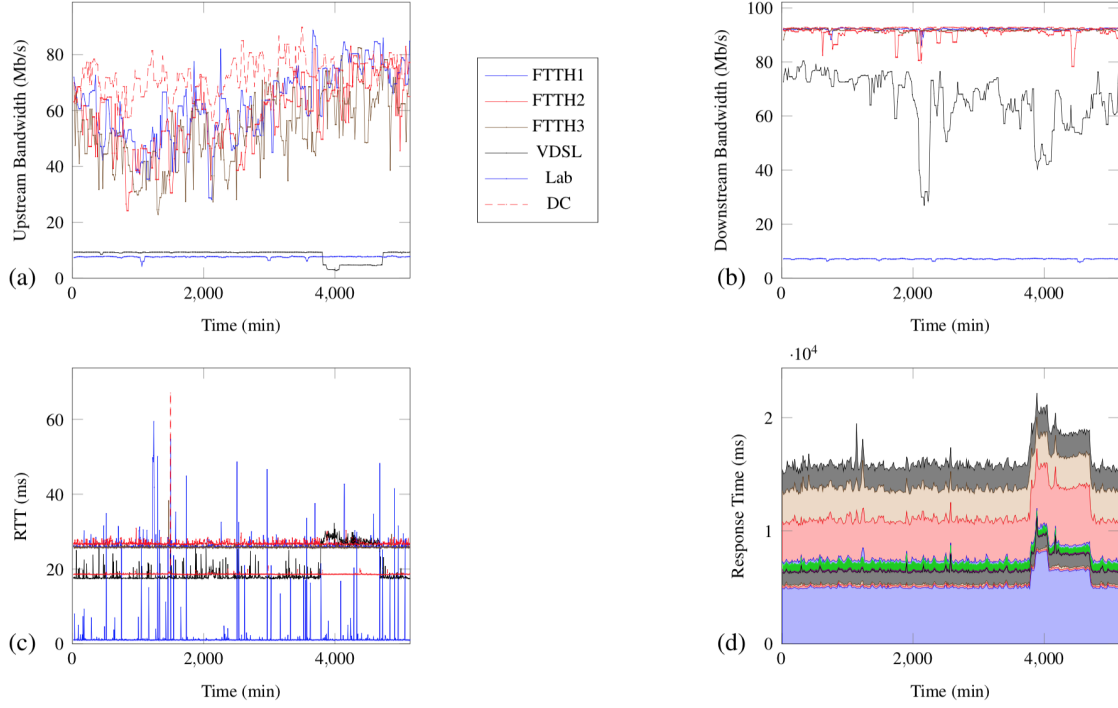 80
60
40
20
0
0
2,000
4,000
Upstream Bandwidth (Mb/s)
Time (min)
(a)
FTTH1
FTTH2
FTTH3
VDSL
Lab
DC
100
80
60
40
20
0
0
2,000
4,000
Downstream Bandwidth (Mb/s)
Time (min)
(b)
60
40
20
0
0
2,000
4,000
RTT (ms)
Time (min)
(c)
·10^4
2
1
0
0
2,000
4,000
Response Time (ms)
Time (min)
(d)